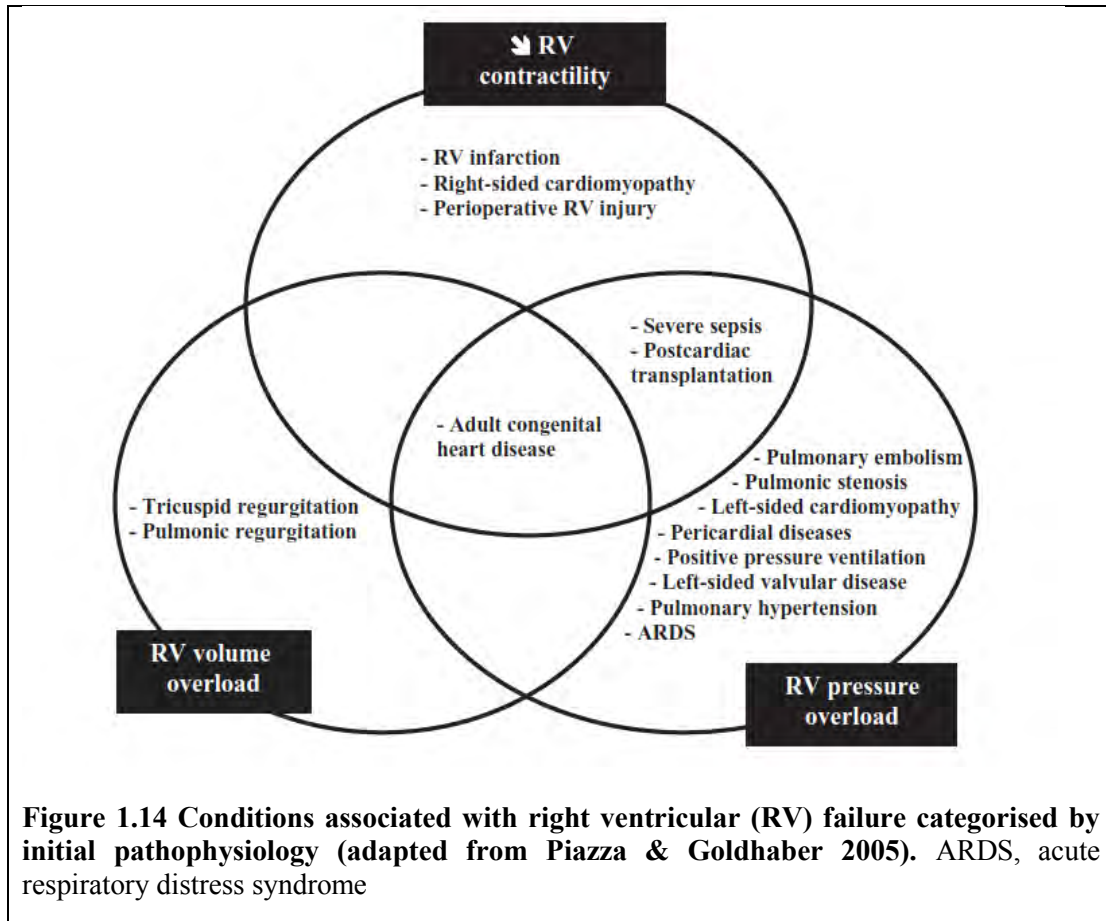 ↘ RV
contractility
- RV infarction
- Right-sided cardiomyopathy
- Perioperative RV injury
- Severe sepsis
- Postcardiac
transplantation
- Adult congenital
heart disease
- Tricuspid regurgitation
- Pulmonic regurgitation
- Pulmonary embolism
- Pulmonic stenosis
- Left-sided cardiomyopathy
- Pericardial diseases
- Positive pressure ventilation
- Left-sided valvular disease
- Pulmonary hypertension
- ARDS
RV volume
overload
RV pressure
overload
Figure 1.14 Conditions associated with right ventricular (RV) failure categorised by
initial pathophysiology (adapted from Piazza & Goldhaber 2005). ARDS, acute
respiratory distress syndrome